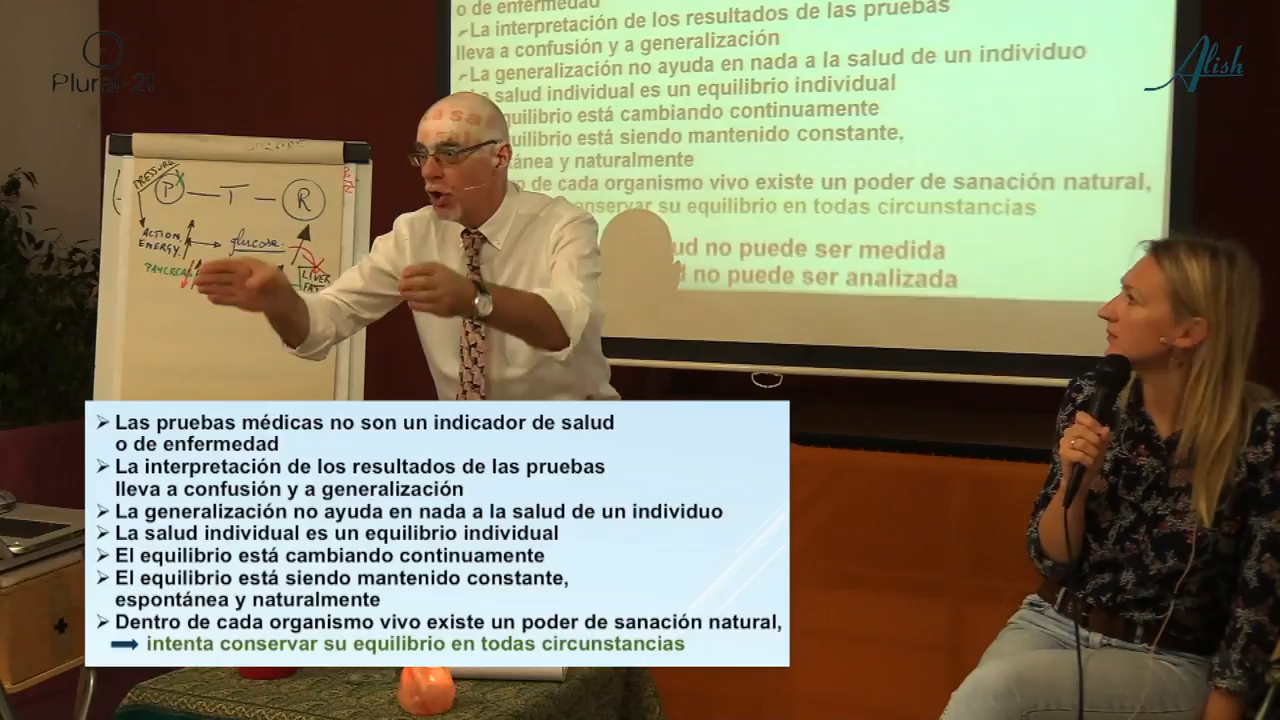 Plural-21
Alish
o de enfermedad
La interpretación de los resultados de las pruebas
lleva a confusión y a generalización
La generalización no ayuda en nada a la salud de un individuo
salud individual es un equilibrio individual
quilibrio está cambiando continuamente
uilibrio está siendo mantenido constante,
tánea y naturalmente
o de cada organismo vivo existe un poder de sanación natural,
conservar su equilibrio en todas circunstancias
ud no puede ser medida
no puede ser analizada
PRESSURE
P — T — R
ACTION
ENERGY
glucose
PANCREAS
LIVER
FAT
➢ Las pruebas médicas no son un indicador de salud
o de enfermedad
➢ La interpretación de los resultados de las pruebas
lleva a confusión y a generalización
➢ La generalización no ayuda en nada a la salud de un individuo
➢ La salud individual es un equilibrio individual
➢ El equilibrio está cambiando continuamente
➢ El equilibrio está siendo mantenido constante,
espontánea y naturalmente
➢ Dentro de cada organismo vivo existe un poder de sanación natural,
➡ intenta conservar su equilibrio en todas circunstancias